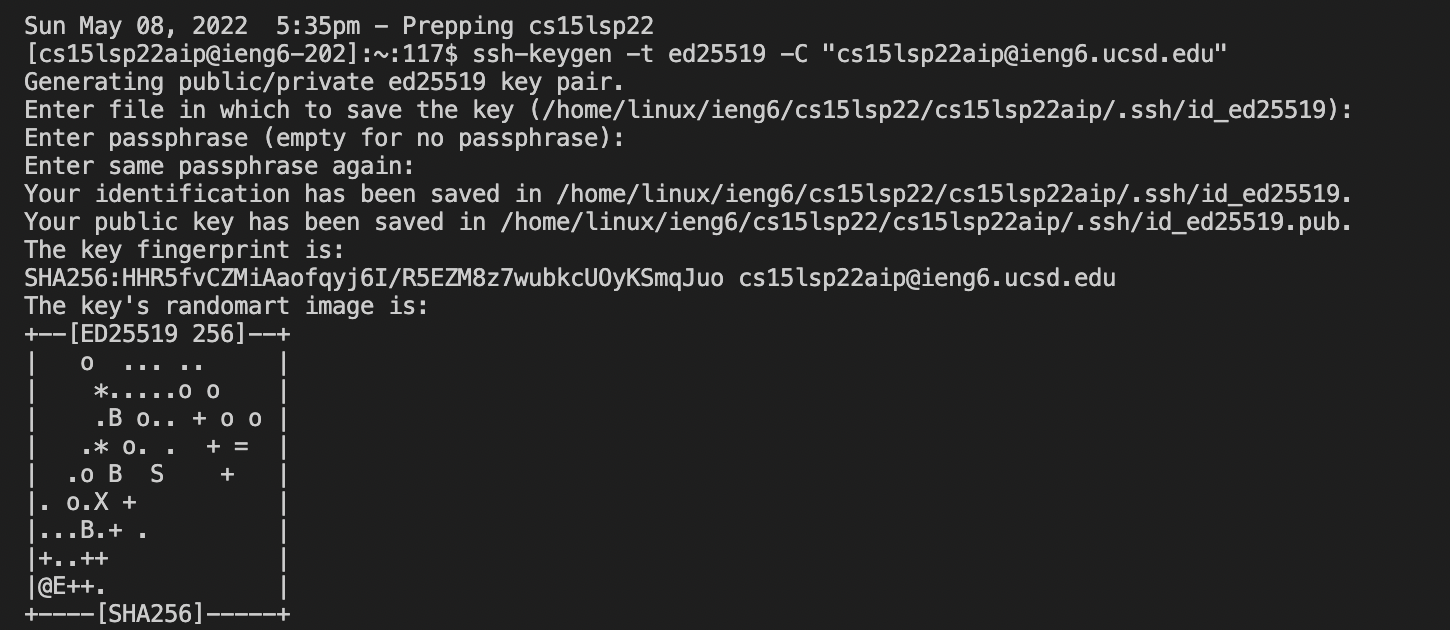 Sun May 08, 2022  5:35pm - Prepping cs15lsp22
[cs15lsp22aip@ieng6-202]:~:117$ ssh-keygen -t ed25519 -C "cs15lsp22aip@ieng6.ucsd.edu"
Generating public/private ed25519 key pair.
Enter file in which to save the key (/home/linux/ieng6/cs15lsp22/cs15lsp22aip/.ssh/id_ed25519):
Enter passphrase (empty for no passphrase):
Enter same passphrase again:
Your identification has been saved in /home/linux/ieng6/cs15lsp22/cs15lsp22aip/.ssh/id_ed25519.
Your public key has been saved in /home/linux/ieng6/cs15lsp22/cs15lsp22aip/.ssh/id_ed25519.pub.
The key fingerprint is:
SHA256:HHR5fvCZMiAaofqyj6I/R5EZM8z7wubkcUOyKSmqJuo cs15lsp22aip@ieng6.ucsd.edu
The key's randomart image is:
+--[ED25519 256]--+
|   o  ... ..     |
|    *.....o o    |
|    .B o.. + o o |
|   .* o. .  + =  |
|  .o B  S    +   |
|. o.X +          |
|...B.+ .         |
|+..++            |
|@E++.            |
+----[SHA256]-----+